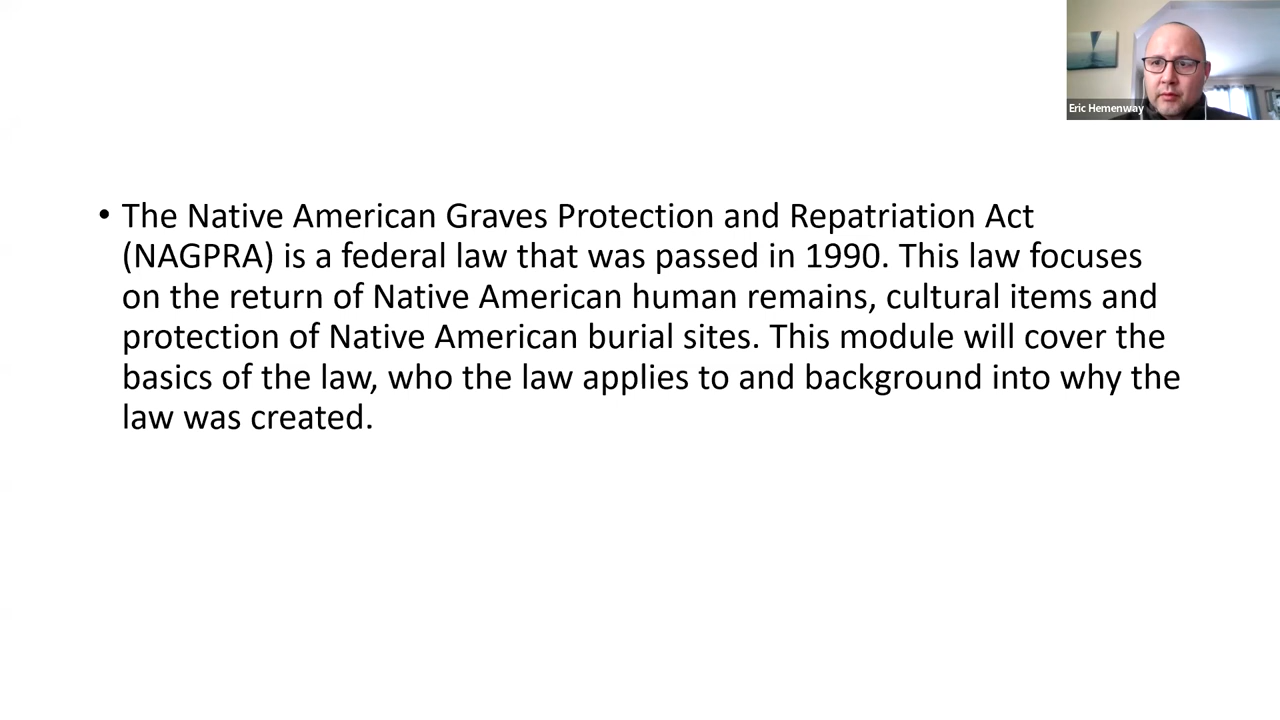 Eric Hemenway
• The Native American Graves Protection and Repatriation Act
(NAGPRA) is a federal law that was passed in 1990. This law focuses
on the return of Native American human remains, cultural items and
protection of Native American burial sites. This module will cover the
basics of the law, who the law applies to and background into why the
law was created.